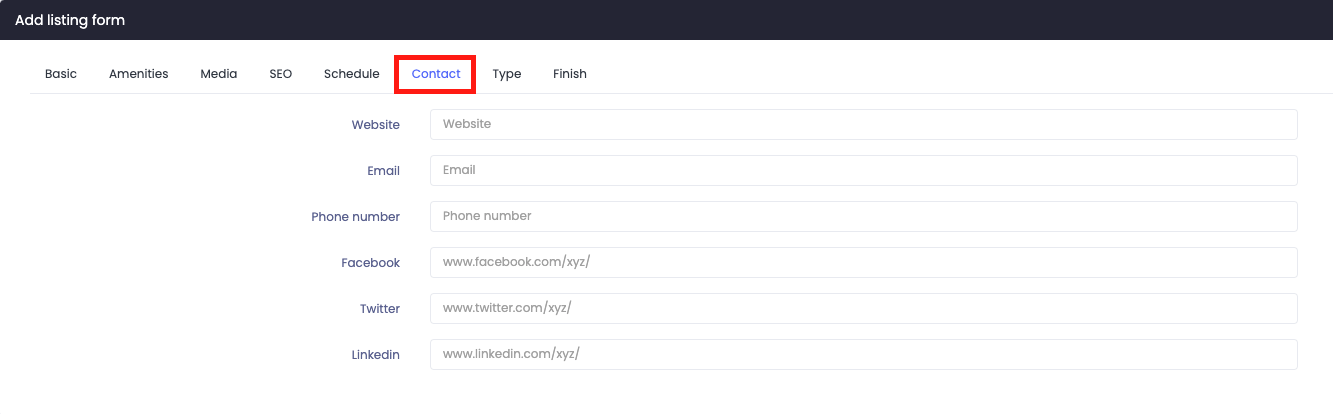 Add listing form
Basic Amenities Media SEO Schedule Contact Type Finish
Website Website
Email Email
Phone number Phone number
Facebook www.facebook.com/xyz/
Twitter www.twitter.com/xyz/
Linkedin www.linkedin.com/xyz/